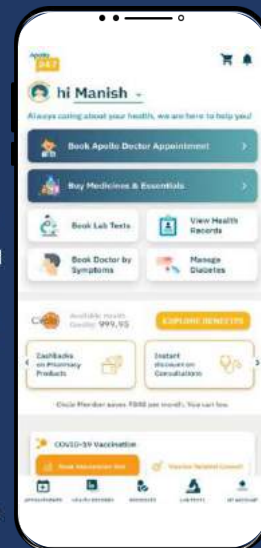 Apollo
24|7
hi Manish
Always caring about your health, we are here to help you!
Book Apollo Doctor Appointment
Buy Medicines & Essentials
Book Lab Tests
View Health
Records
Book Doctor by
Symptoms
Manage
Diabetes
Available Health
Credits: 999.95
EXPLORE BENEFITS
Cashbacks
on Pharmacy
Products
Instant
discount on
Consultations
COVID-19 Vaccination